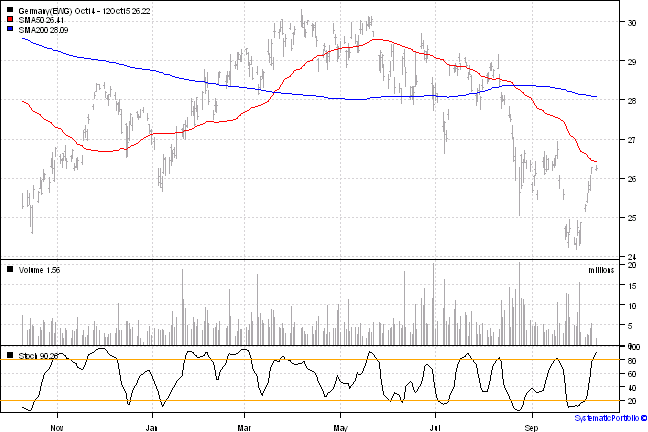 Germany(EWG) Oct14 - 12Oct15 26.22
SMA50 26.41
SMA200 28.09
30
29
28
27
26
25
24
Volume 1.56
millions
20
15
10
5
0
Stoch 90.26
100
80
60
40
20
Nov
Jan
Mar
May
Jul
Sep
SystematicPortfolio ©